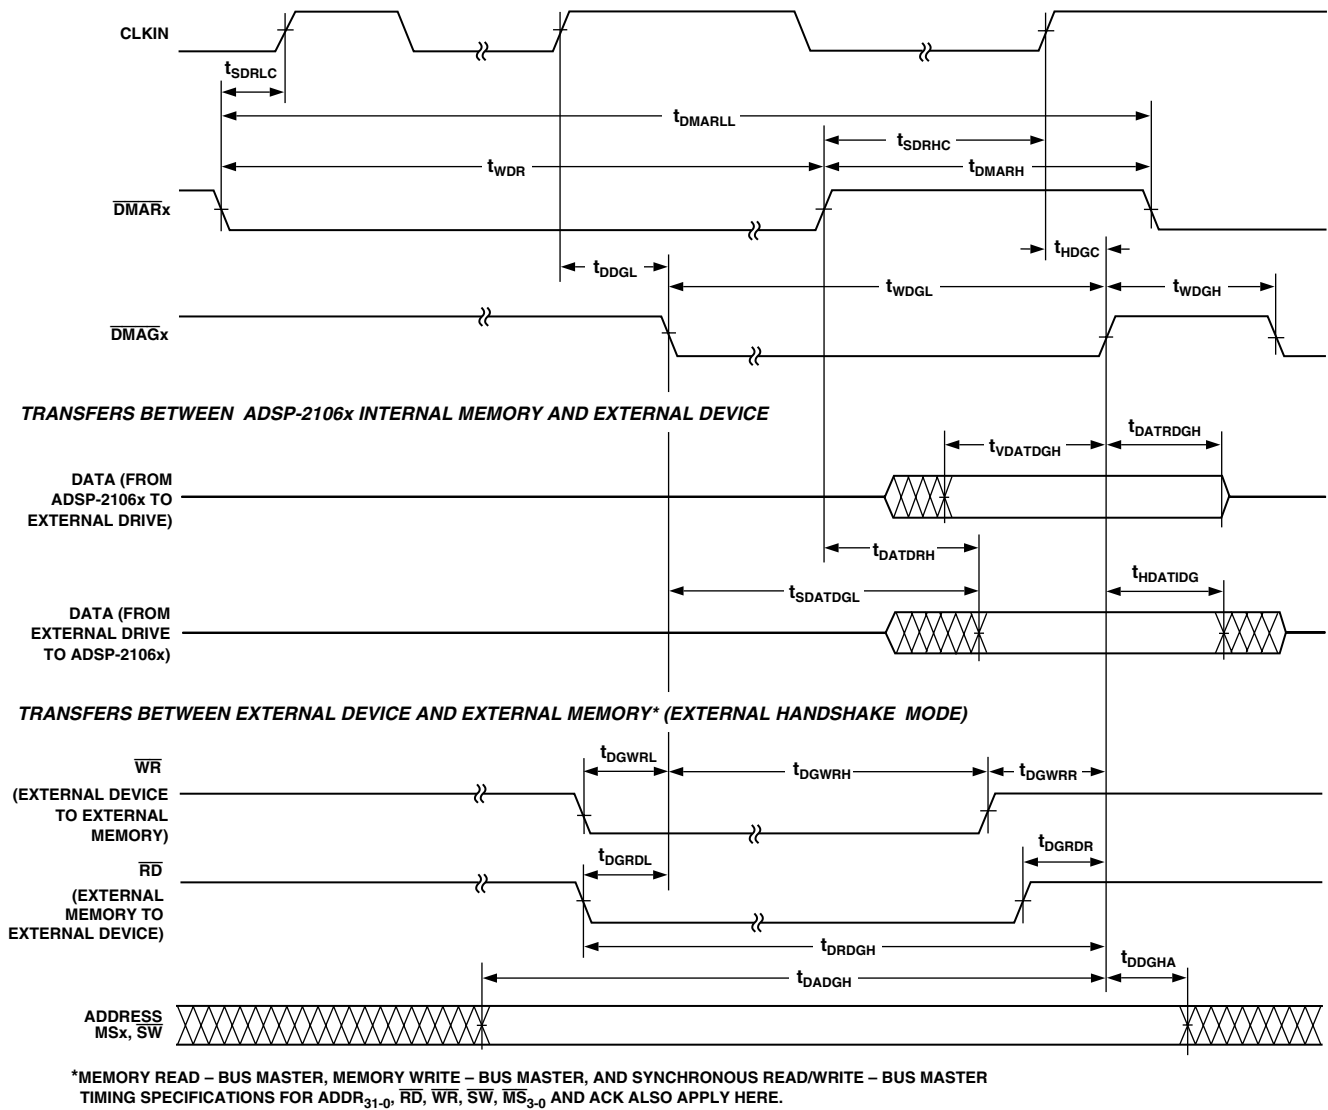 CLKIN
tSDRLC
tDMARLL
tSDRHC
tWDR
tDMARH
DMARx
tHDGC
tDDGL
tWDGL
tWDGH
DMAGx
TRANSFERS BETWEEN ADSP-2106x INTERNAL MEMORY AND EXTERNAL DEVICE
tDATRDGH
tVDATDGH
DATA (FROM
ADSP-2106x TO
EXTERNAL DRIVE)
tDATDRH
tHDATIDG
tSDATDGL
DATA (FROM
EXTERNAL DRIVE
TO ADSP-2106x)
TRANSFERS BETWEEN EXTERNAL DEVICE AND EXTERNAL MEMORY* (EXTERNAL HANDSHAKE MODE)
tDGWRL
WR
tDGWRH
tDGWRR
(EXTERNAL DEVICE
TO EXTERNAL
MEMORY)
tDGRDR
tDGRDL
RD
(EXTERNAL
MEMORY TO
EXTERNAL DEVICE)
tDRDGH
tDDGHA
tDADGH
ADDRESS
MSx, SW
*MEMORY READ – BUS MASTER, MEMORY WRITE – BUS MASTER, AND SYNCHRONOUS READ/WRITE – BUS MASTER
TIMING SPECIFICATIONS FOR ADDR31-0, RD, WR, SW, MS3-0 AND ACK ALSO APPLY HERE.